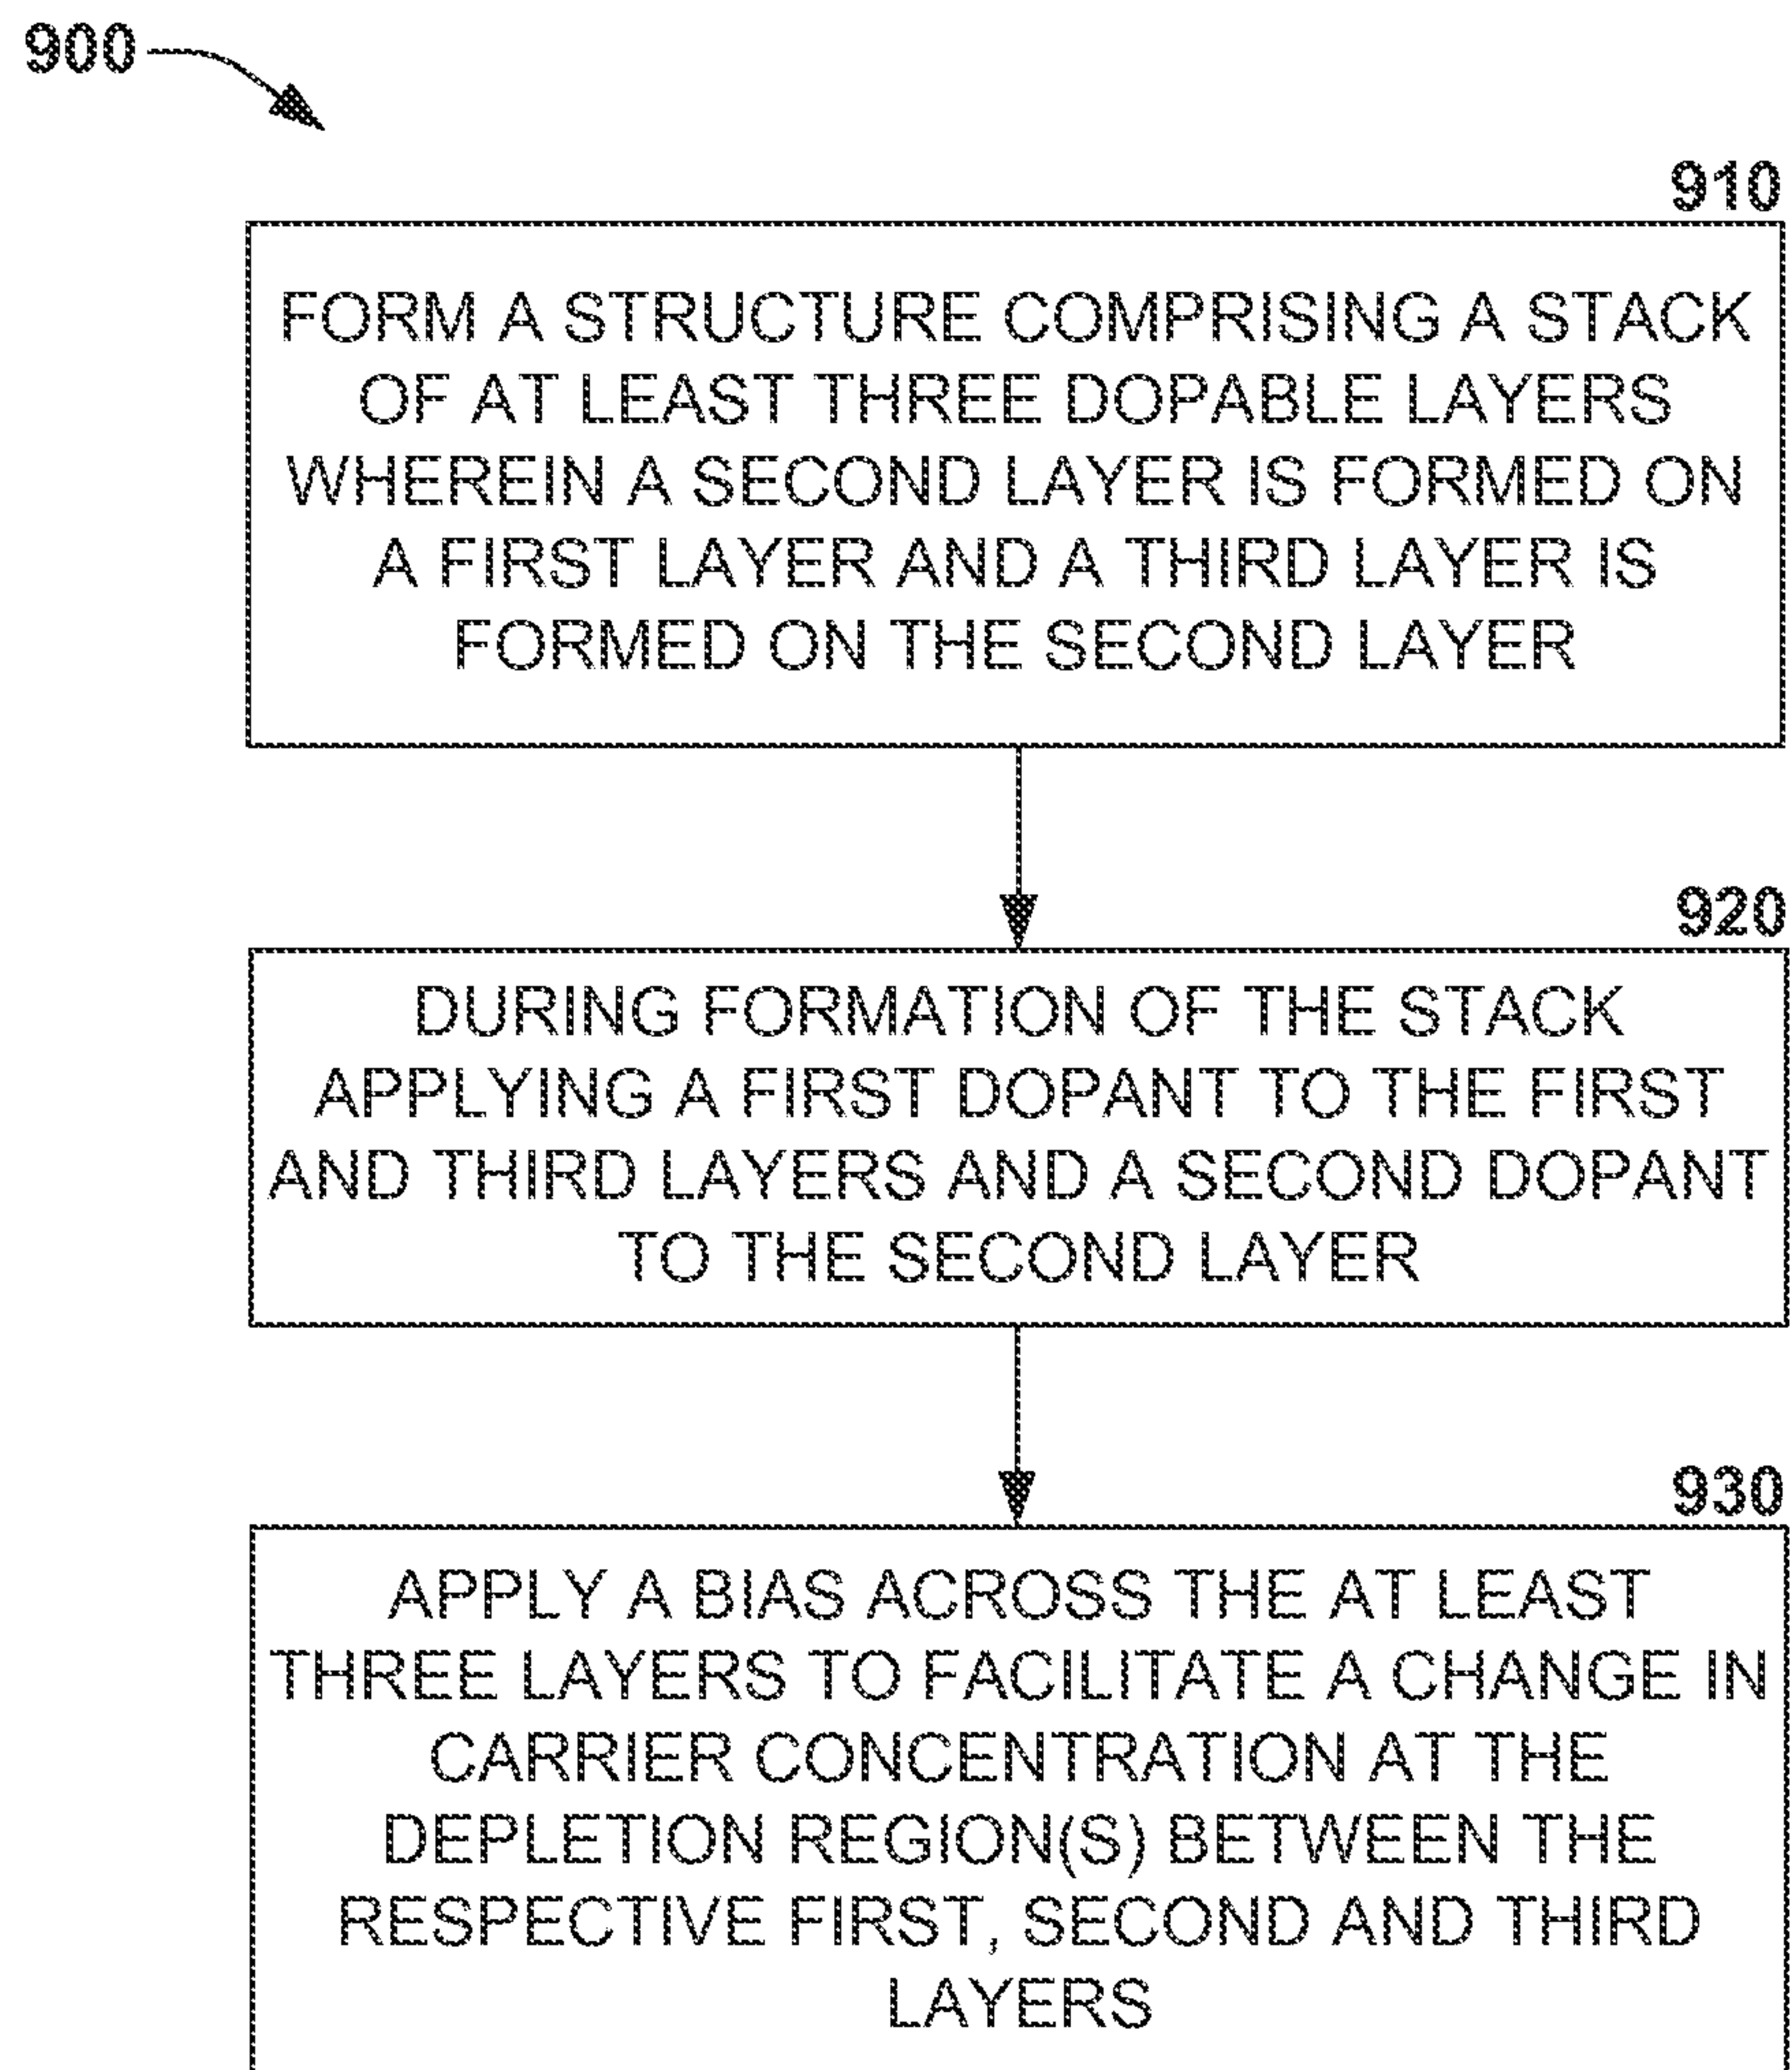 900
910
FORM A STRUCTURE COMPRISING A STACK
OF AT LEAST THREE DOPABLE LAYERS
WHEREIN A SECOND LAYER IS FORMED ON
A FIRST LAYER AND A THIRD LAYER IS
FORMED ON THE SECOND LAYER
920
DURING FORMATION OF THE STACK
APPLYING A FIRST DOPANT TO THE FIRST
AND THIRD LAYERS AND A SECOND DOPANT
TO THE SECOND LAYER
930
APPLY A BIAS ACROSS THE AT LEAST
THREE LAYERS TO FACILITATE A CHANGE IN
CARRIER CONCENTRATION AT THE
DEPLETION REGION(S) BETWEEN THE
RESPECTIVE FIRST, SECOND AND THIRD
LAYERS